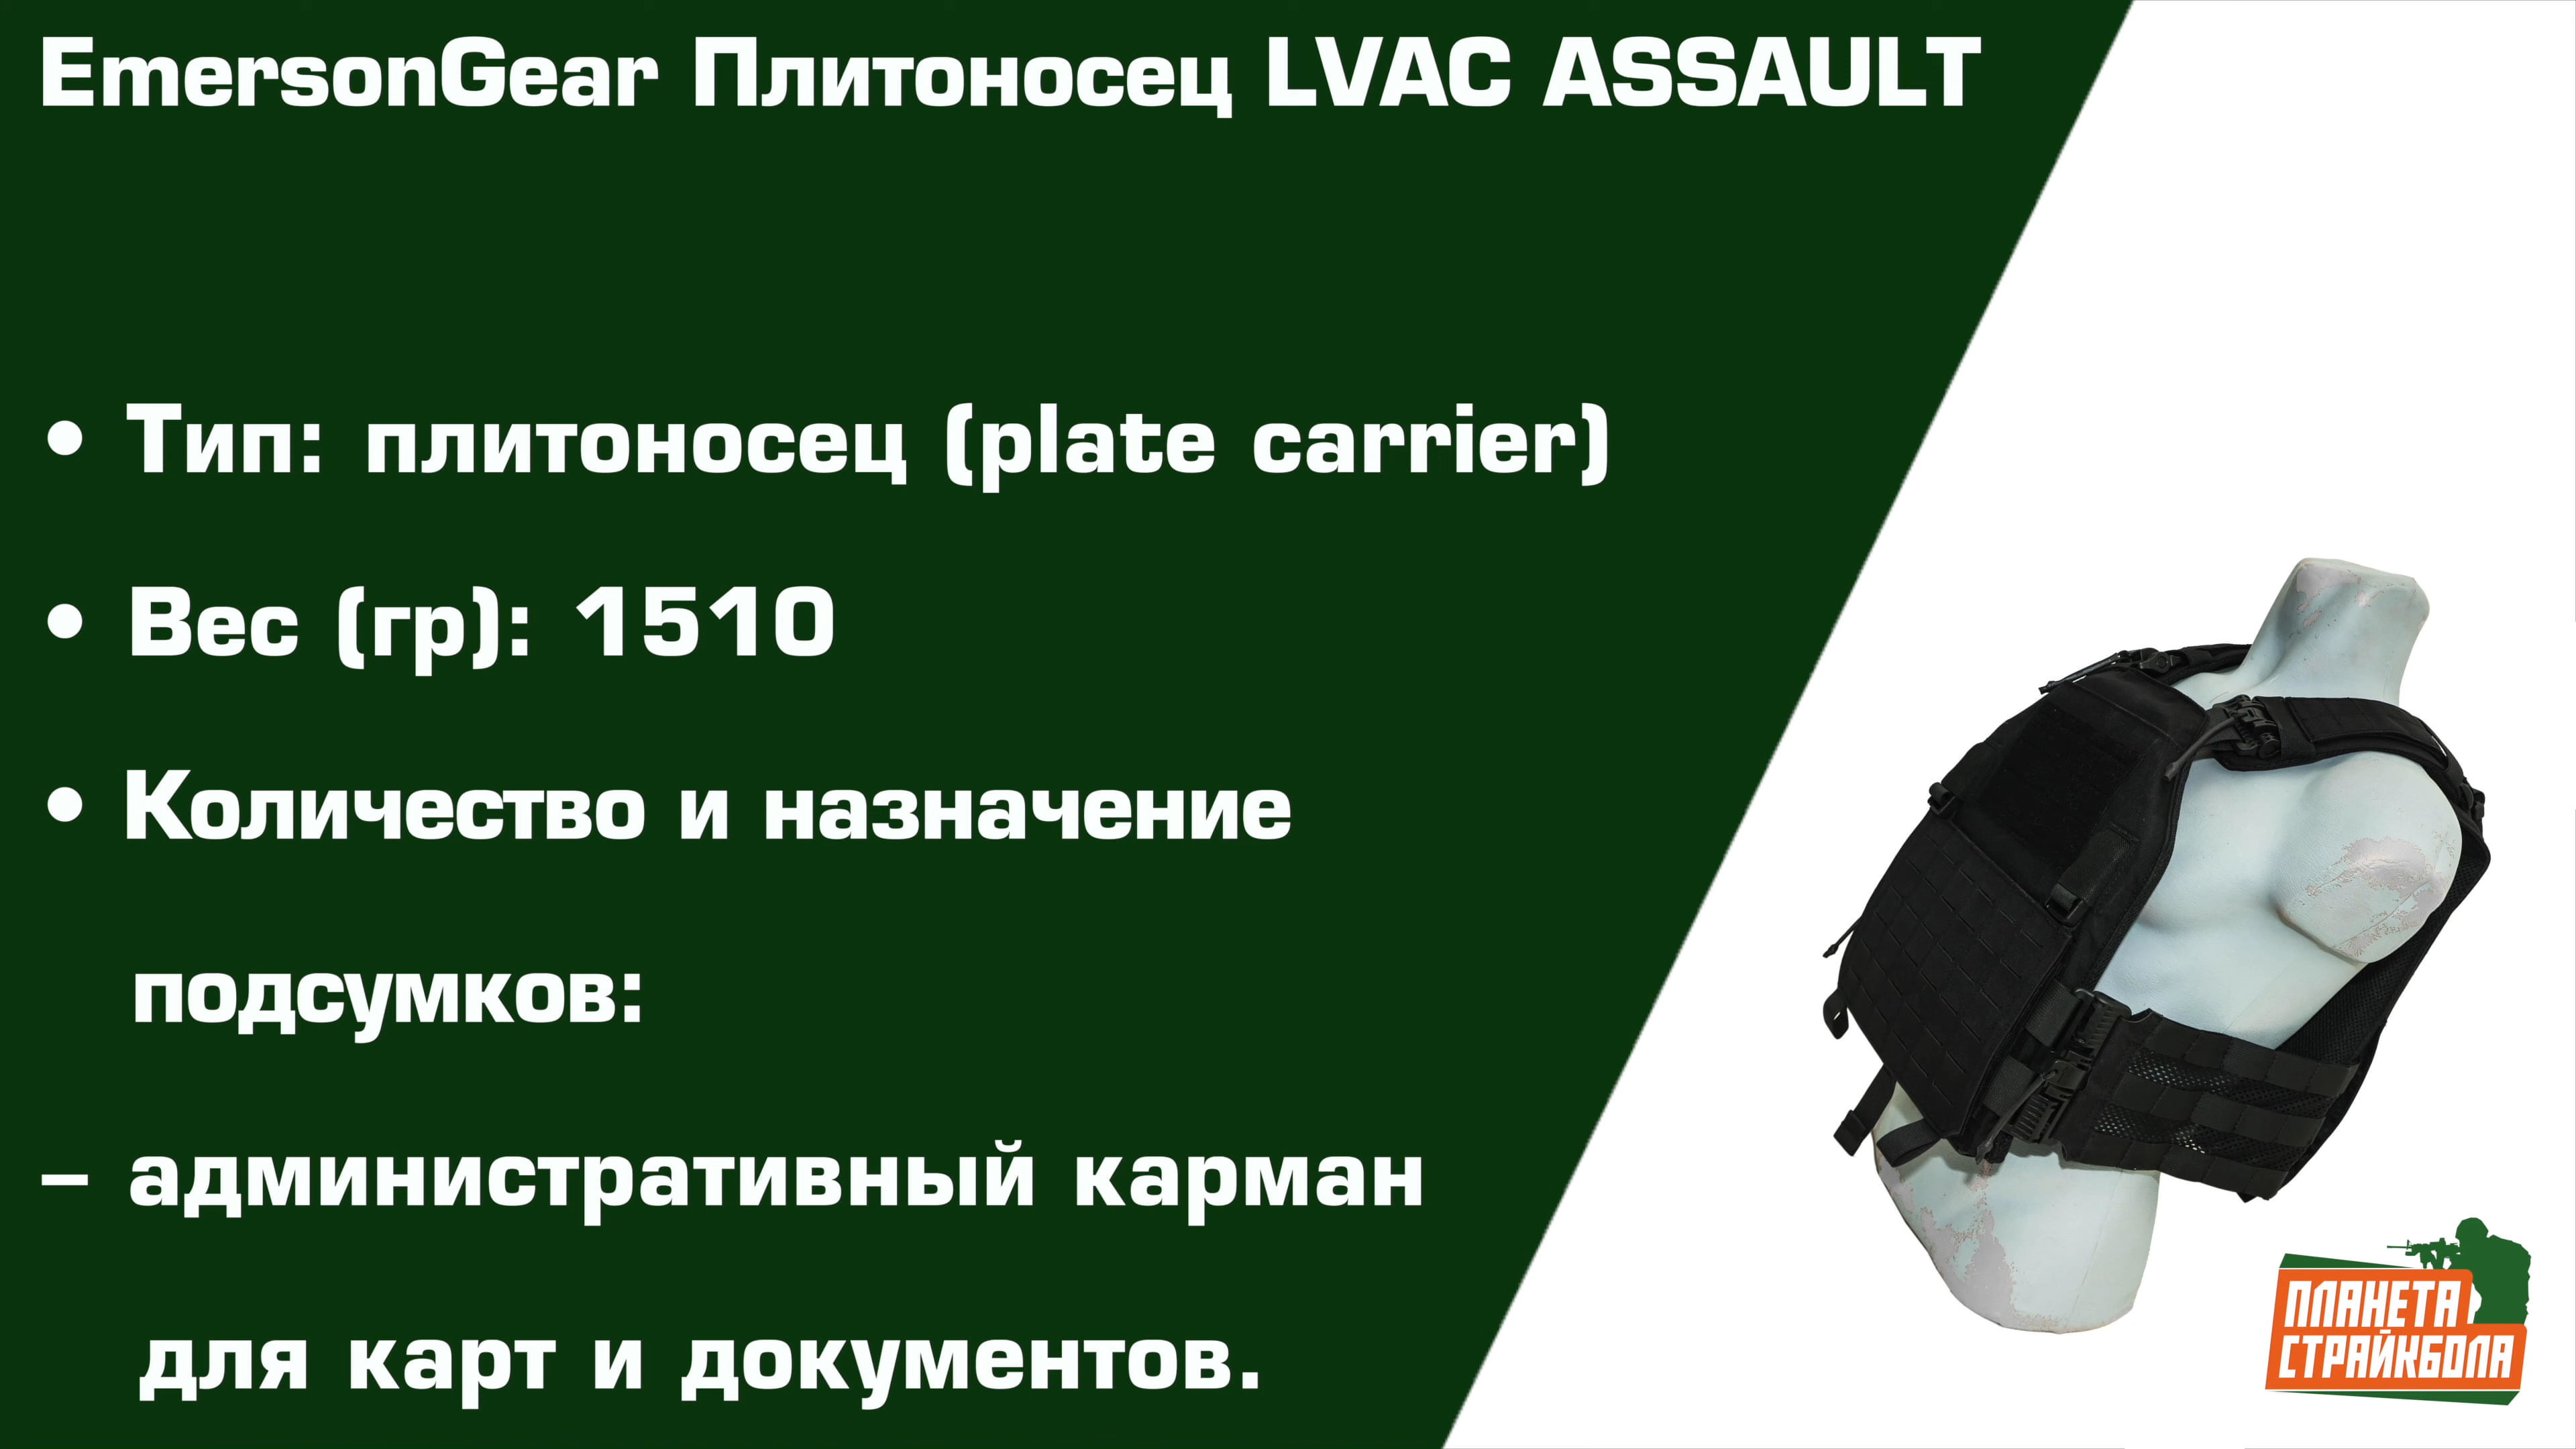 EmersonGear Плитоносец LVAC ASSAULT
• Тип: плитоносец (plate carrier)
• Вес (гр): 1510
• Количество и назначение
подсумков:
– административный карман
для карт и документов.
ПЛАНЕТА
СТРАЙКБОЛА